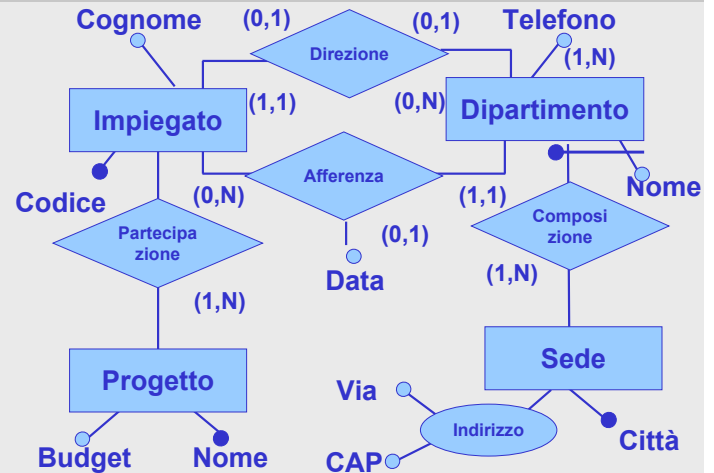 Cognome (0,1) (0,1) Telefono
Direzione (1,N)
Impiegato (1,1) (0,N) Dipartimento
Afferenza
Codice (0,N) (1,1) Nome
Partecipa
zione
Composi
zione
(0,1)
Data
(1,N) (1,N)
Progetto Sede
Via
Indirizzo
Città
Budget Nome CAP